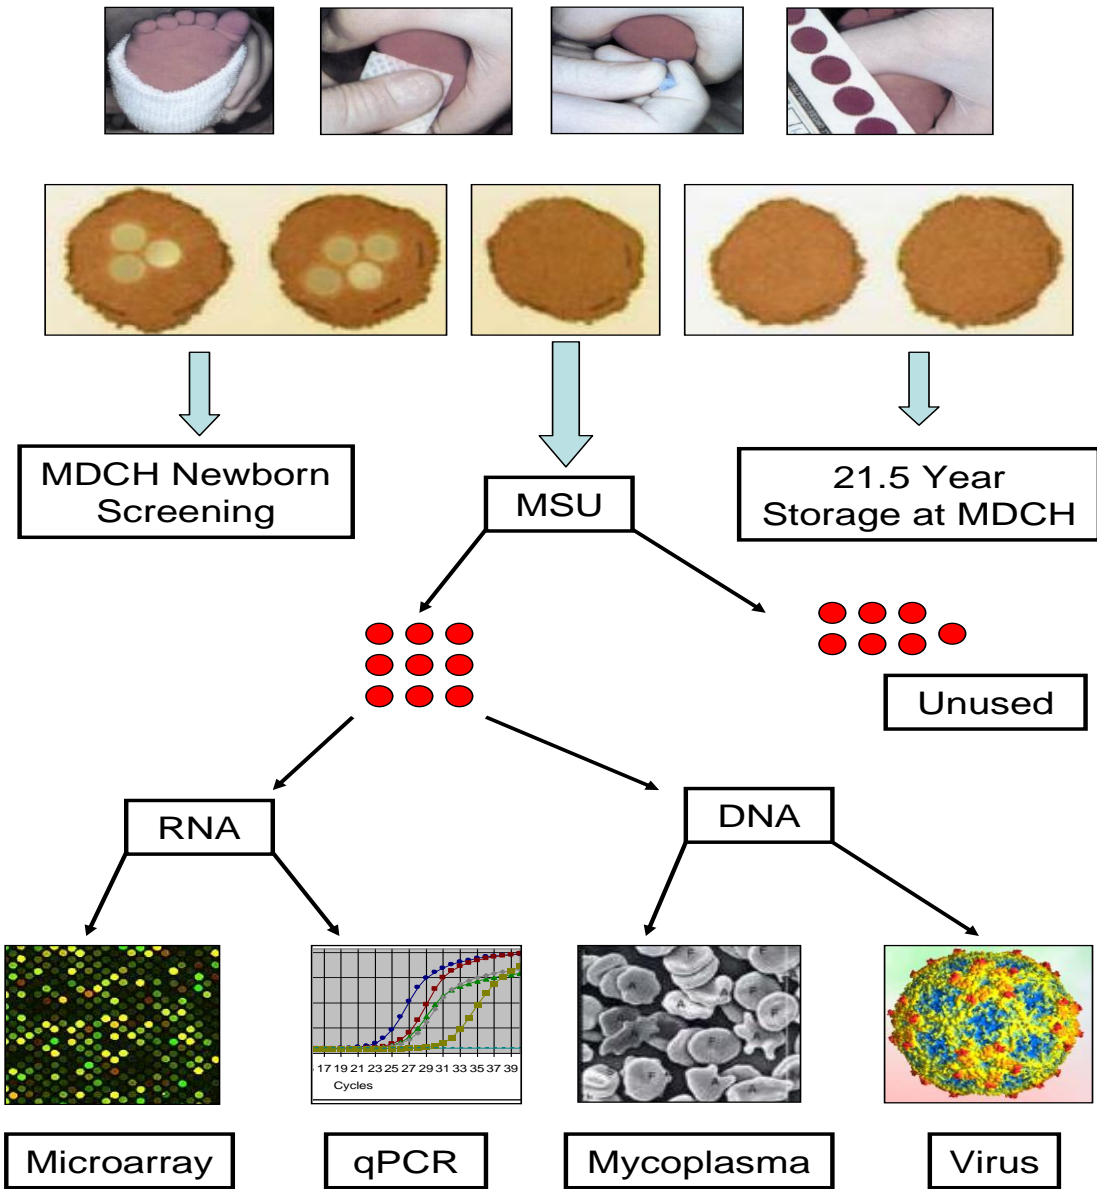 MDCH Newborn
Screening
MSU
21.5 Year
Storage at MDCH
Unused
RNA
DNA
17 19 21 23 25 27 29 31 33 35 37 39
Cycles
F
A
A
F
F
A
Microarray
qPCR
Mycoplasma
Virus